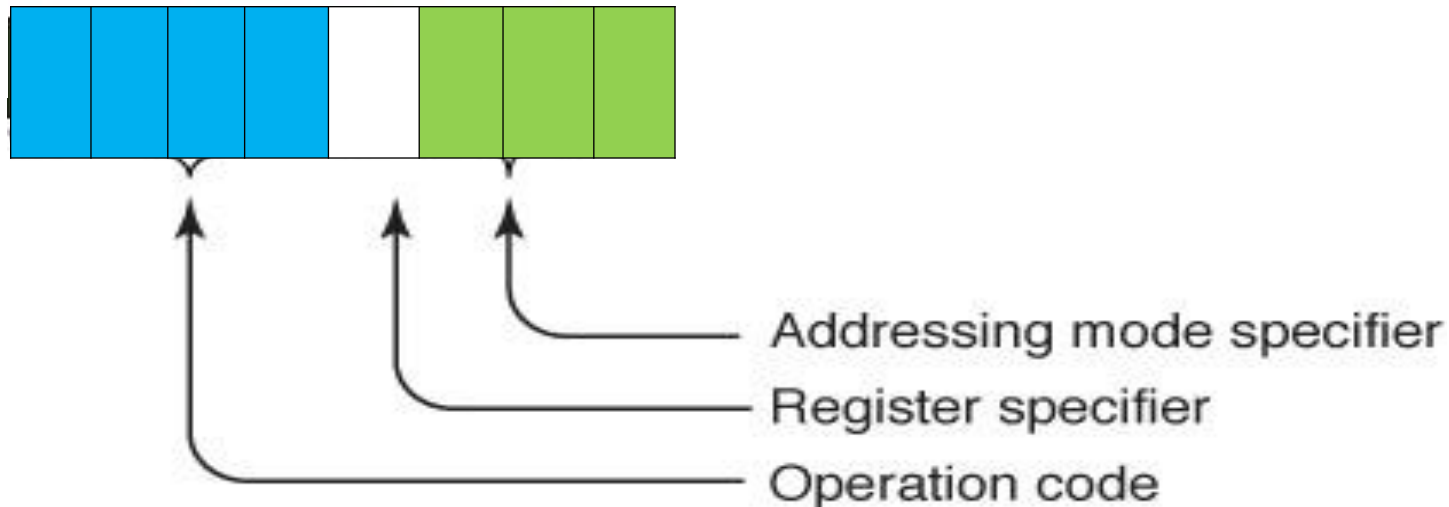 Addressing mode specifier
Register specifier
Operation code